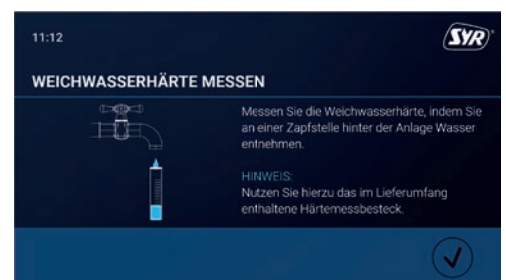 11:12
SYR
WEICHWASSERHÄRTE MESSEN
Messen Sie die Weichwasserhärte, indem Sie
an einer Zapfstelle hinter der Anlage Wasser
entnehmen.
HINWEIS:
Nutzen Sie hierzu das im Lieferumfang
enthaltene Härtemessbesteck.